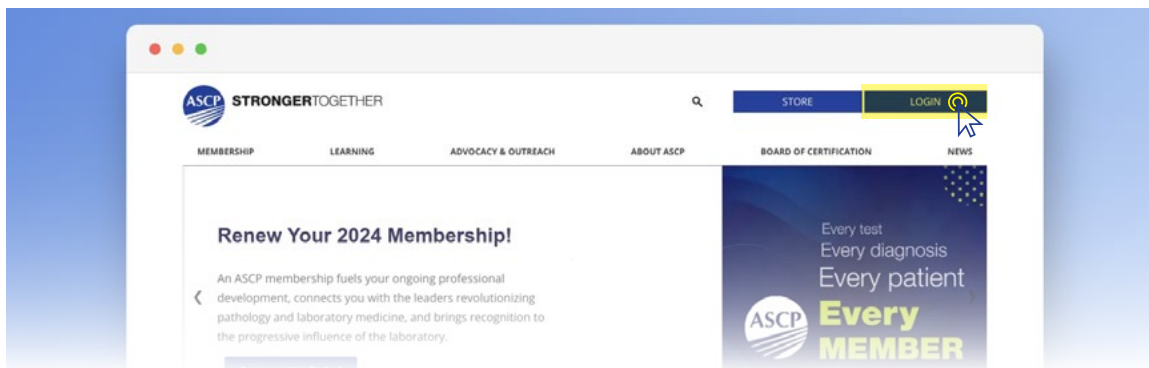 ASCP STRONGERTOGETHER
STORE
LOGIN
MEMBERSHIP
LEARNING
ADVOCACY & OUTREACH
ABOUT ASCP
BOARD OF CERTIFICATION
NEWS
Renew Your 2024 Membership!
An ASCP membership fuels your ongoing professional
development, connects you with the leaders revolutionizing
pathology and laboratory medicine, and brings recognition to
the progressive influence of the laboratory.
Every test
Every diagnosis
Every patient
ASCP
Every
MEMBER